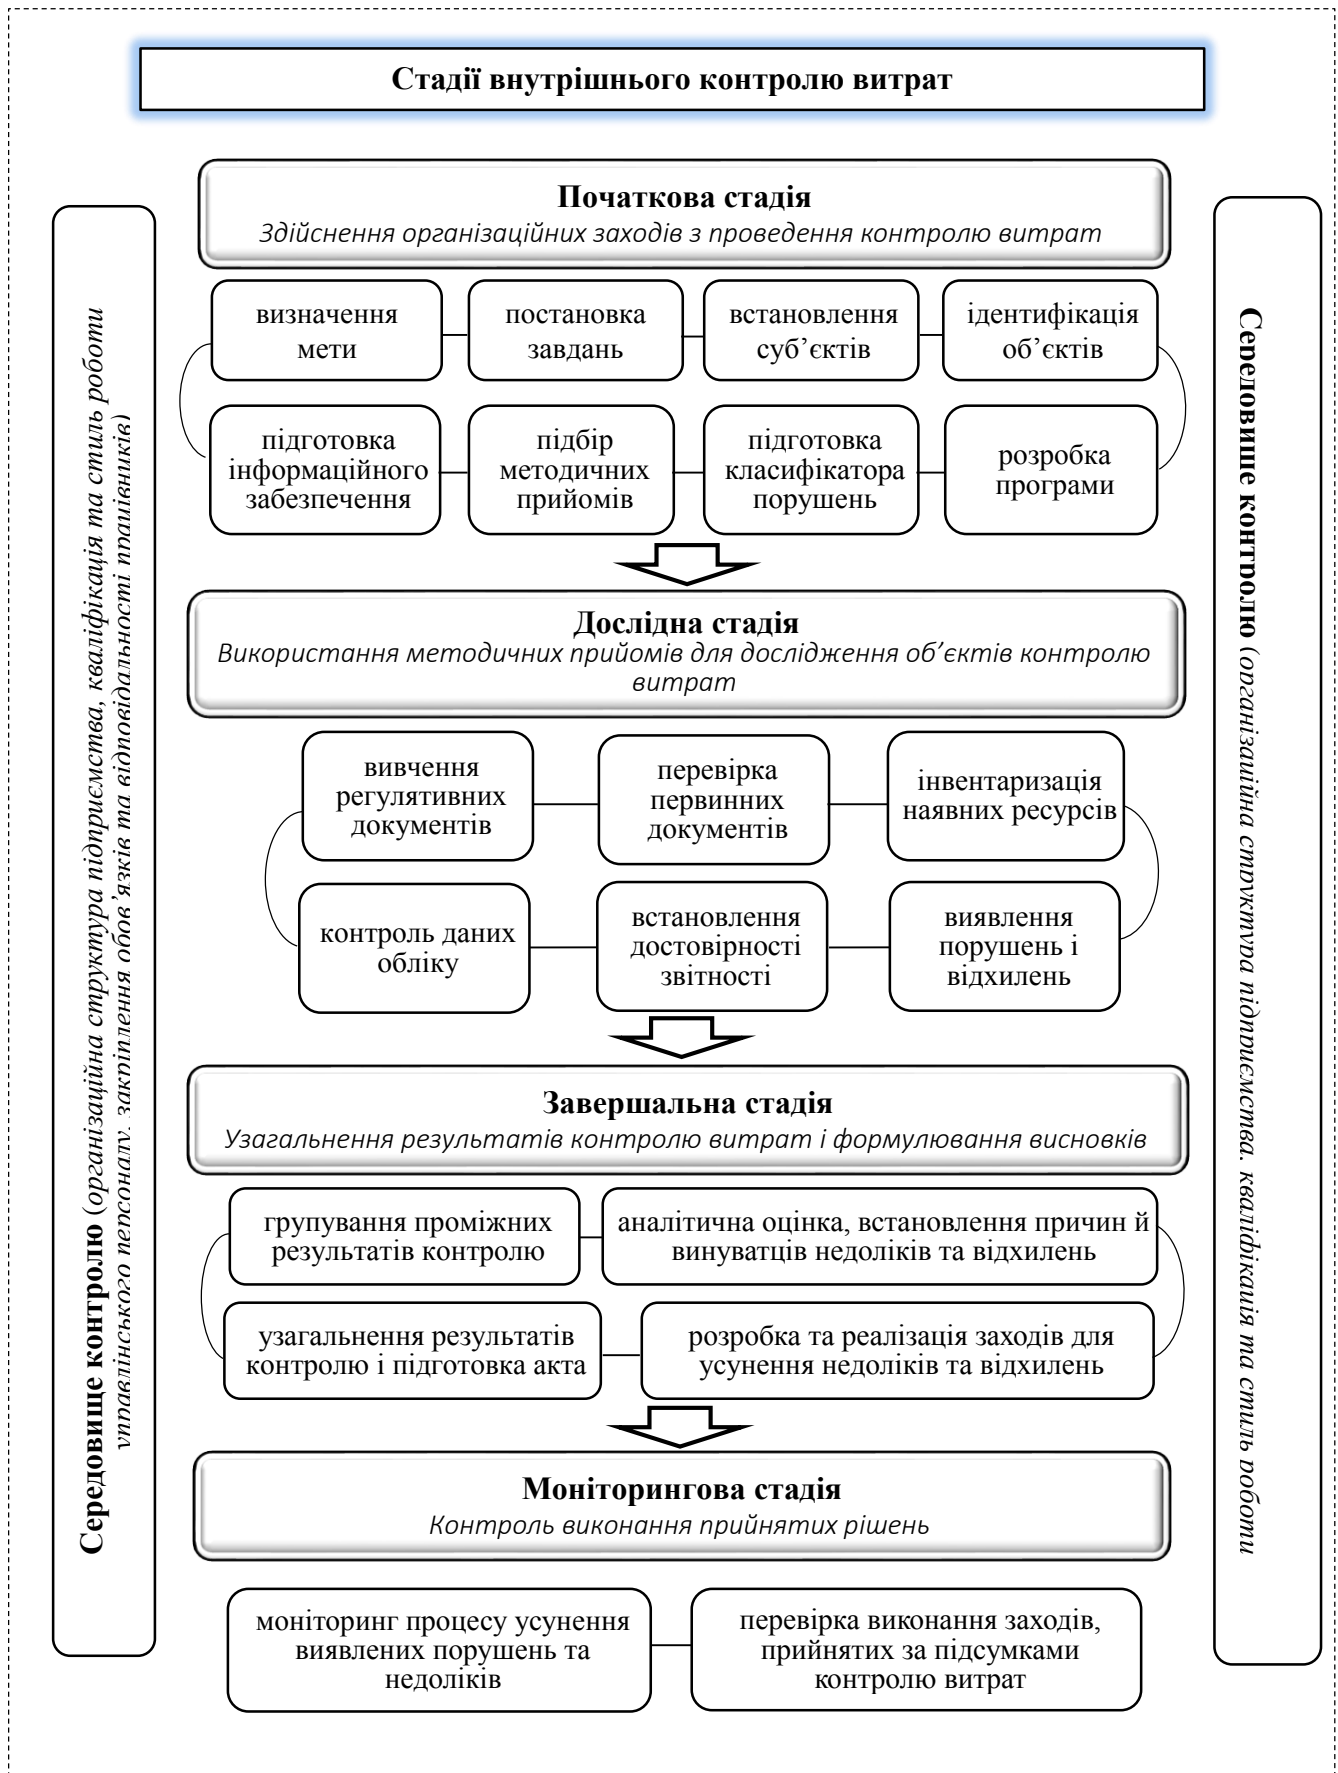 Стадії внутрішнього контролю витрат
Початкова стадія
Здійснення організаційних заходів з проведення контролю витрат
визначення
мети
постановка
завдань
встановлення
суб’єктів
ідентифікація
об’єктів
підготовка
інформаційного
забезпечення
підбір
методичних
прийомів
підготовка
класифікатора
порушень
розробка
програми
Дослідна стадія
Використання методичних прийомів для дослідження об’єктів контролю
витрат
вивчення
регулятивних
документів
перевірка
первинних
документів
інвентаризація
наявних ресурсів
контроль даних
обліку
встановлення
достовірності
звітності
виявлення
порушень і
відхилень
Завершальна стадія
Узагальнення результатів контролю витрат і формулювання висновків
групування проміжних
результатів контролю
аналітична оцінка, встановлення причин й
винуватців недоліків та відхилень
узагальнення результатів
контролю і підготовка акта
розробка та реалізація заходів для
усунення недоліків та відхилень
Моніторингова стадія
Контроль виконання прийнятих рішень
моніторинг процесу усунення
виявлених порушень та
недоліків
перевірка виконання заходів,
прийнятих за підсумками
контролю витрат
Середовище контролю (організаційна структура підприємства, кваліфікація та стиль роботи
управлінського персоналу, закріплення обов’язків та відповідальності працівників)
Середовище контролю (організаційна структура підприємства, кваліфікація та стиль роботи